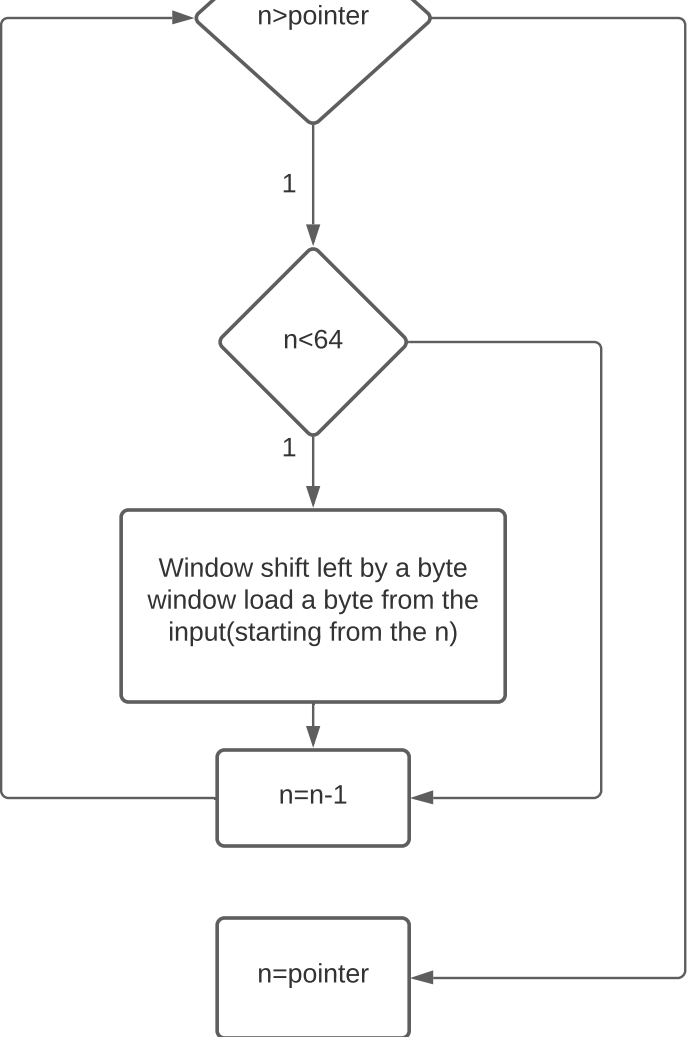 n>pointer
1
n<64
1
Window shift left by a byte
window load a byte from the
input(starting from the n)
n=n-1
n=pointer